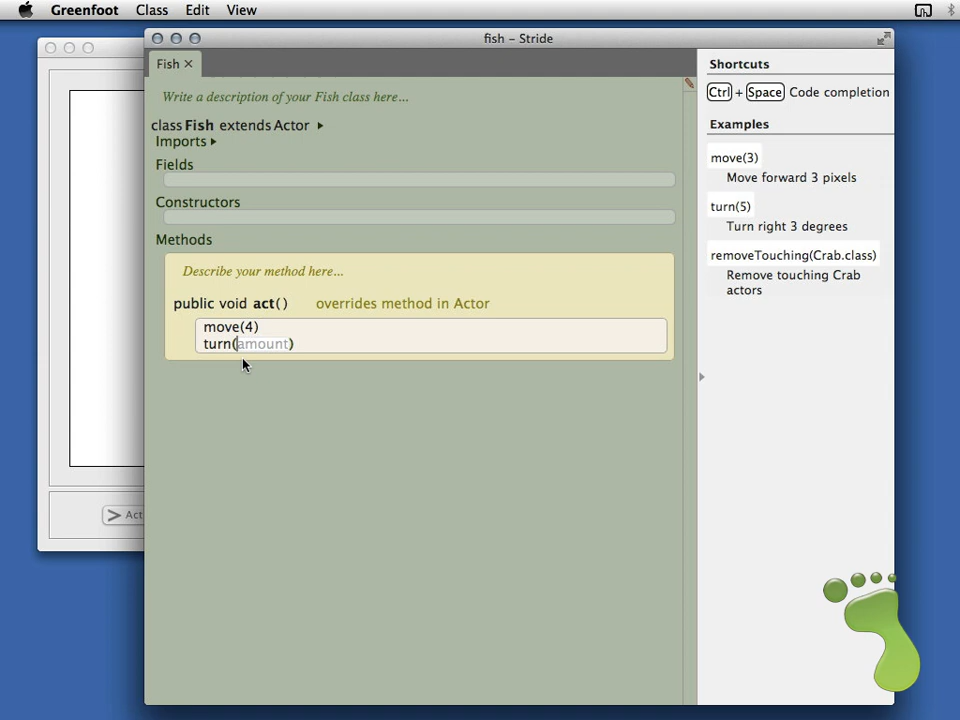 Greenfoot Class Edit View
fish – Stride
Fish ×
Write a description of your Fish class here...
class Fish extends Actor
Imports
Fields
Constructors
Methods
Describe your method here...
public void act() overrides method in Actor
move(4)
turn(amount)
Shortcuts
Ctrl + Space Code completion
Examples
move(3)
Move forward 3 pixels
turn(5)
Turn right 3 degrees
removeTouching(Crab.class)
Remove touching Crab
actors
> Act